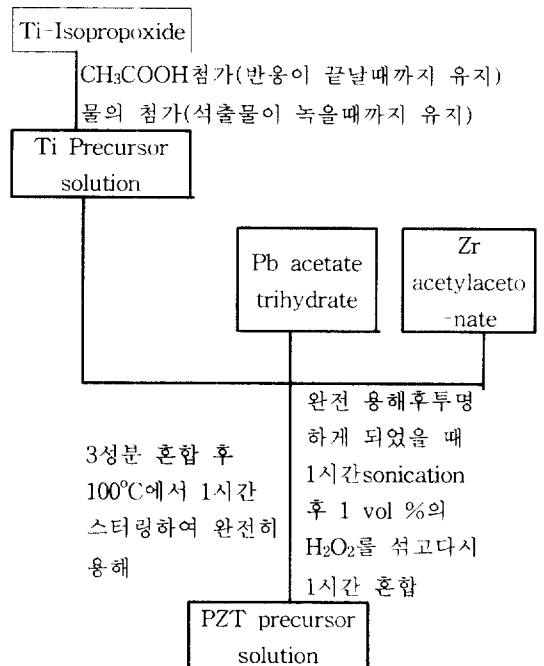 Ti-Isopropoxide
CH₃COOH첨가(반응이 끝날때까지 유지)
물의 첨가(석출물이 녹을때까지 유지)
Ti Precursor
solution
Pb acetate
trihydrate
Zr
acetylaceto
-nate
3성분 혼합 후
100°C에서 1시간
스터링하여 완전히
용해
완전 용해후투명
하게 되었을 때
1시간sonication
후 1 vol %의
H₂O₂를 섞고다시
1시간 혼합
PZT precursor
solution